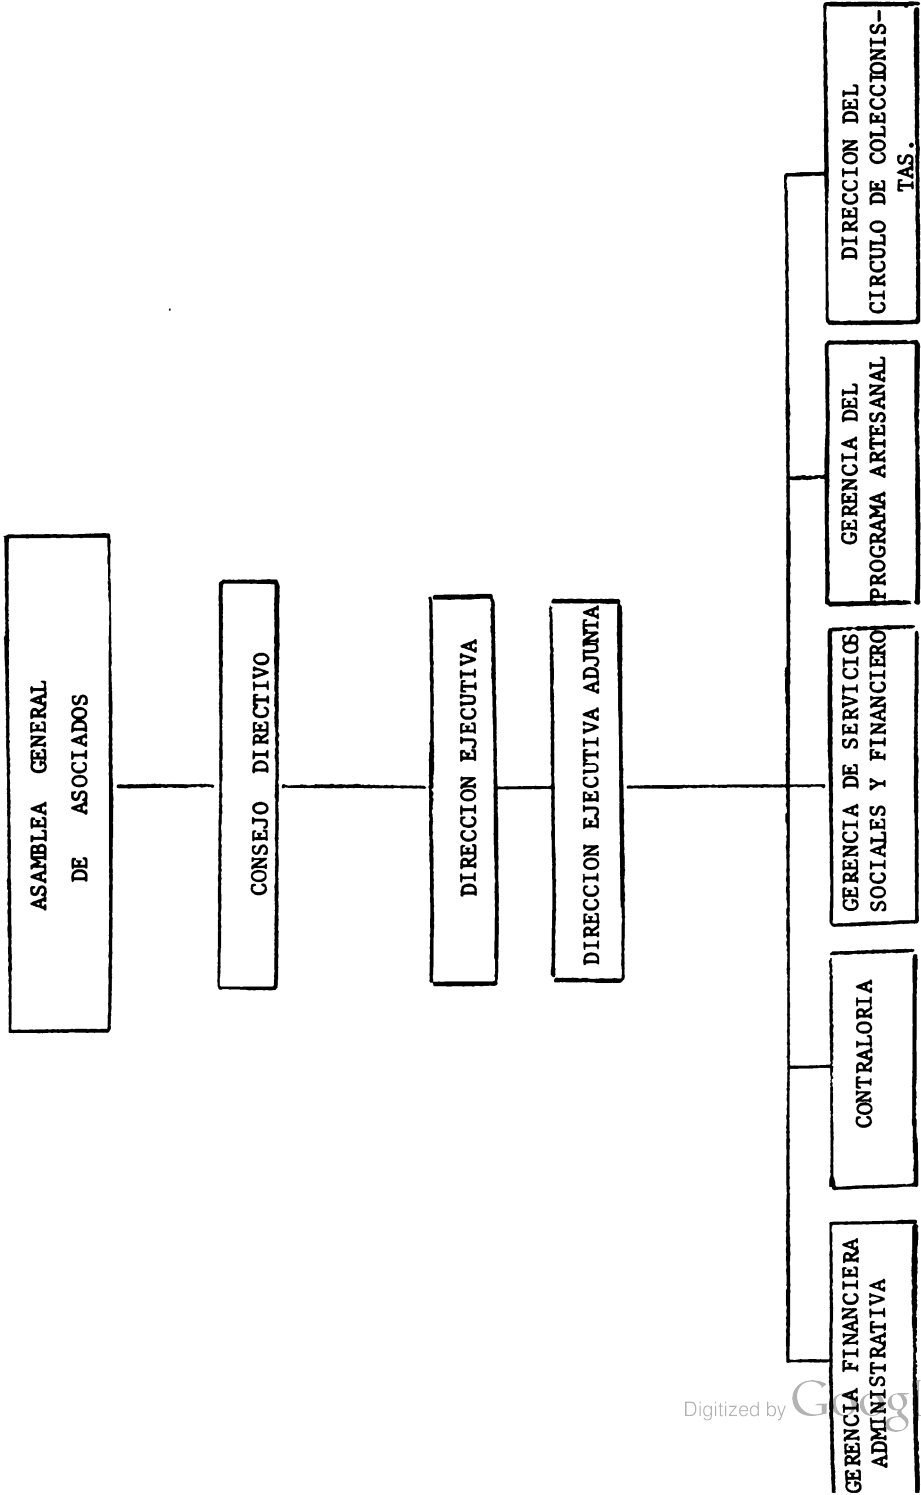 ASAMBLEA GENERAL
DE ASOCIADOS
CONSEJO DIRECTIVO
DIRECCION EJECUTIVA
DIRECCION EJECUTIVA ADJUNTA
GERENCIA FINANCIERA
ADMINISTRATIVA
CONTRALORIA
GERENCIA DE SERVICIOS
SOCIALES Y FINANCIERO
GERENCIA DEL
PROGRAMA ARTESANAL
DIRECCION DEL
CIRCULO DE COLECCIONIS-
TAS.
Digitized by Googl